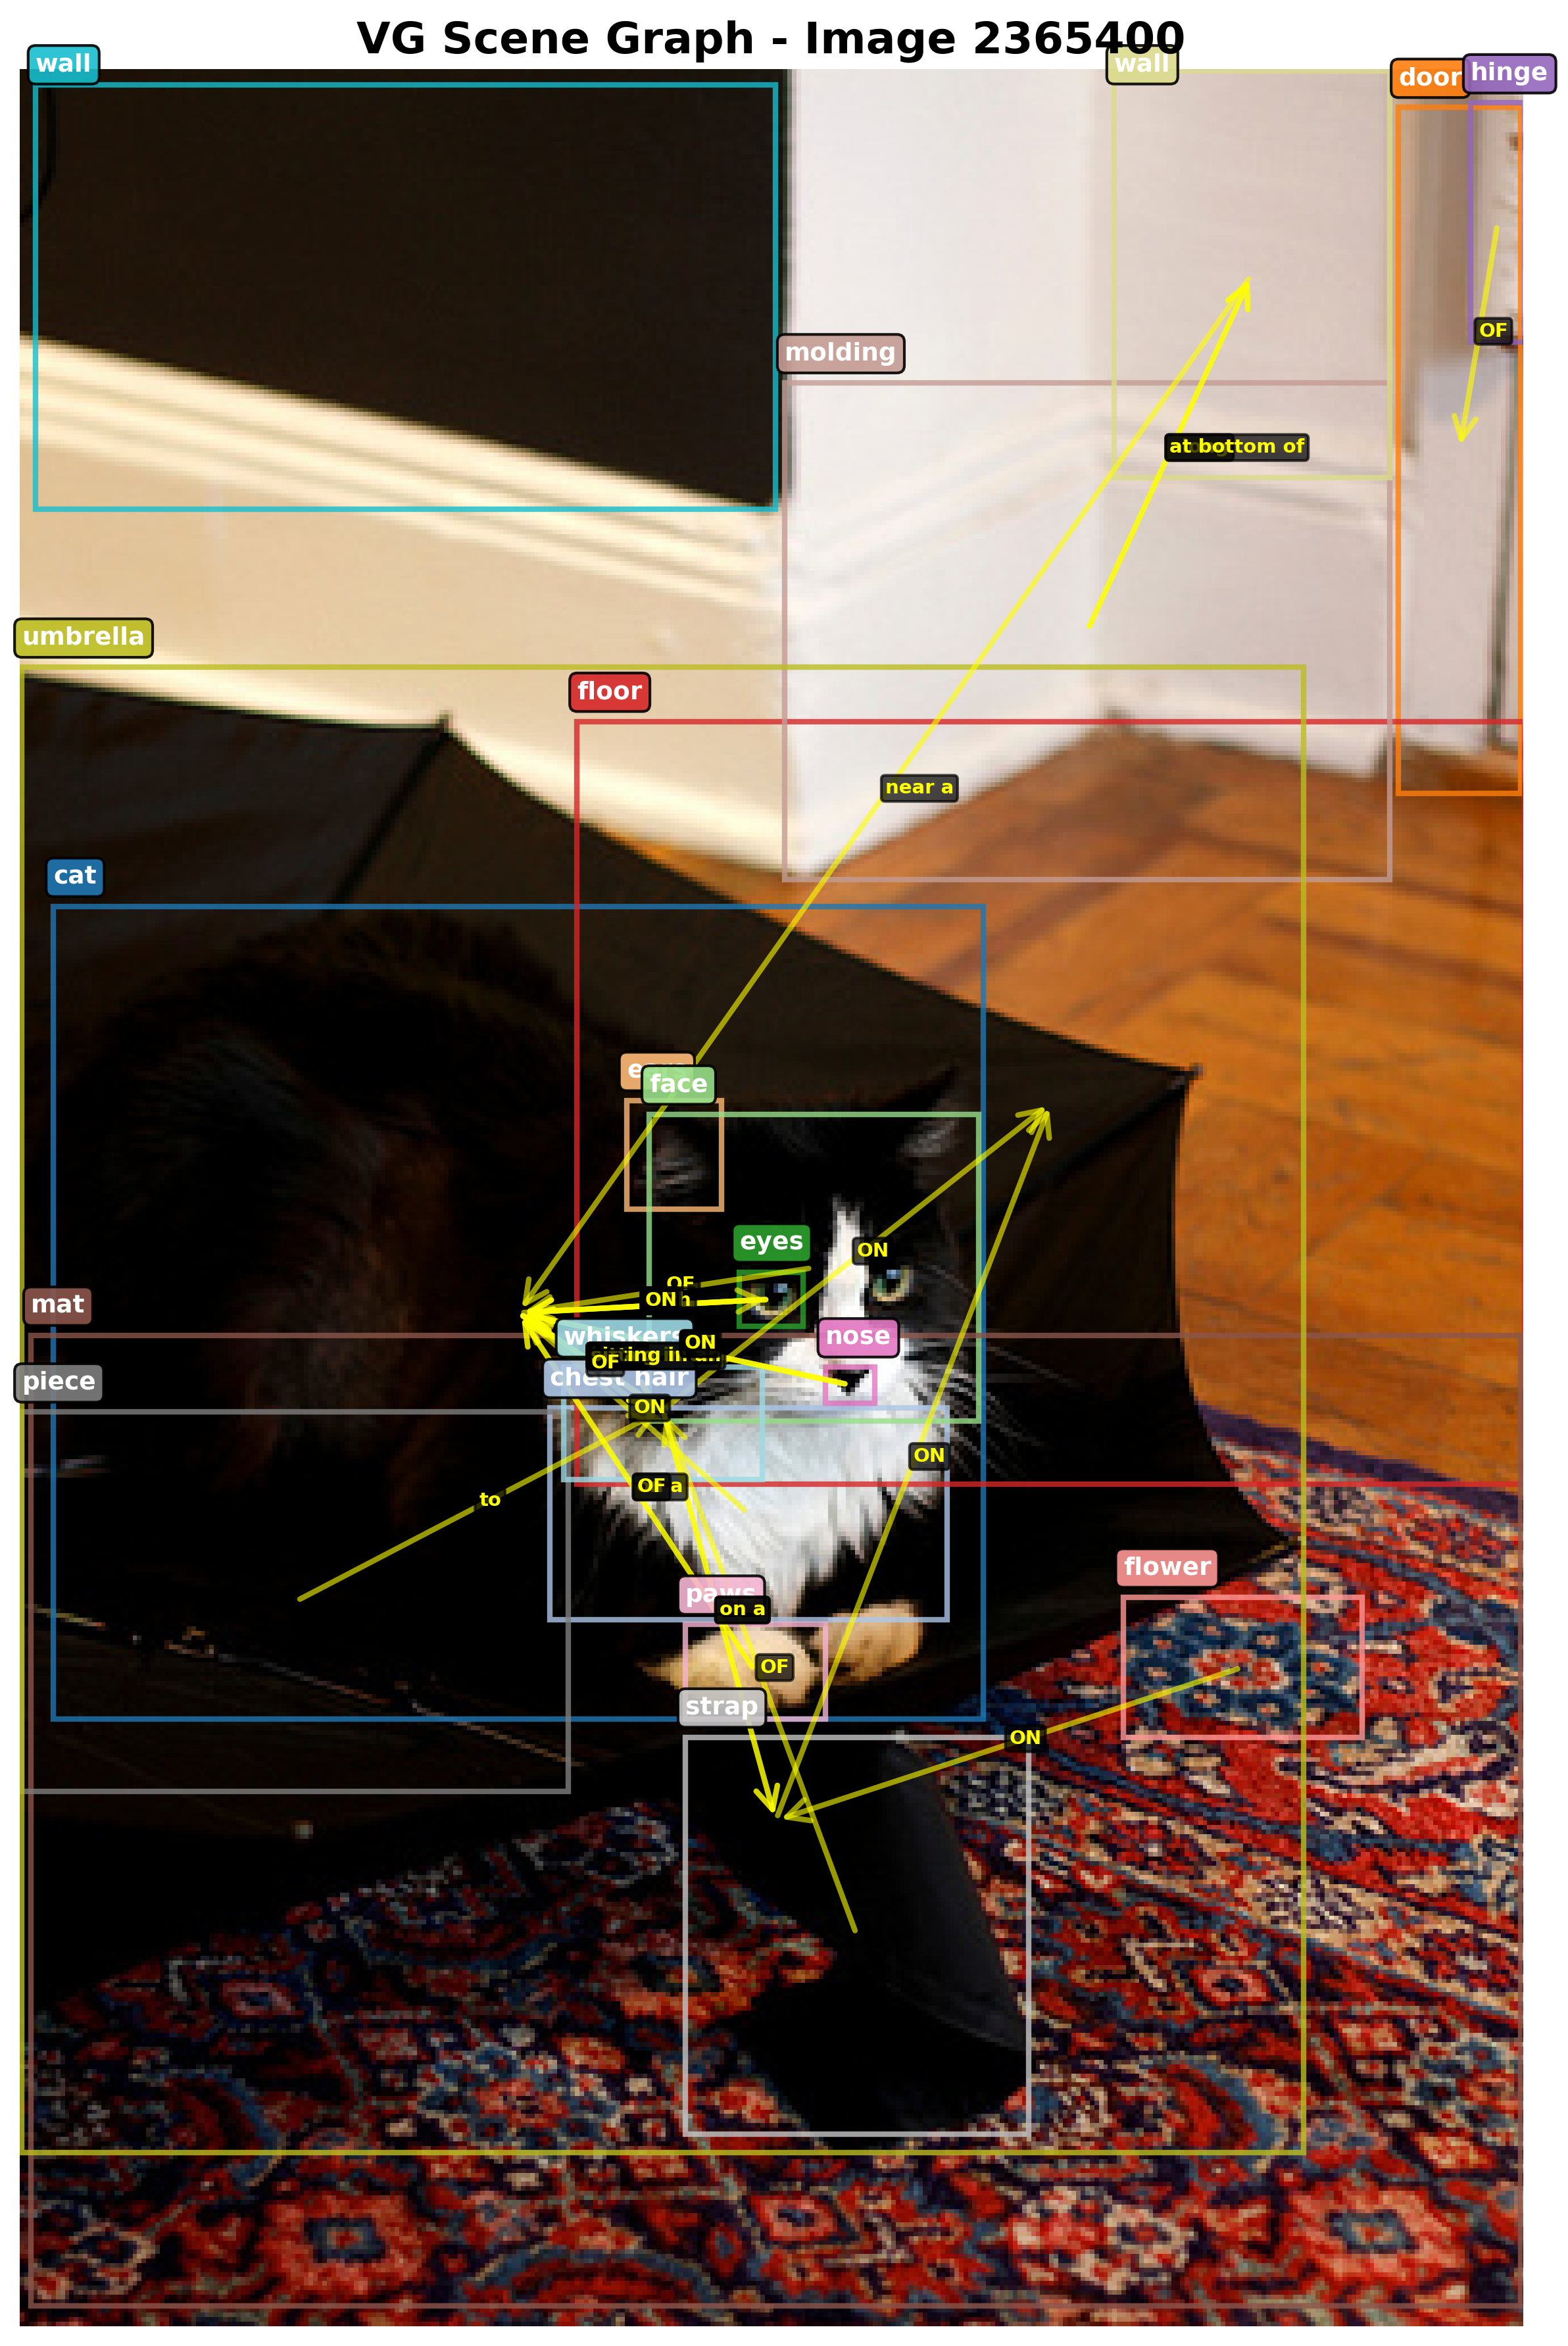 VG Scene Graph - Image 2365400
wall
wall
door
hinge
OF
molding
at bottom of
umbrella
floor
near a
cat
face
eyes
ON
OF
ON
mat
whiskers
nose
ON
OF
piece
chest hair
ON
ON
to
OF
flower
paws
on a
OF
strap
ON